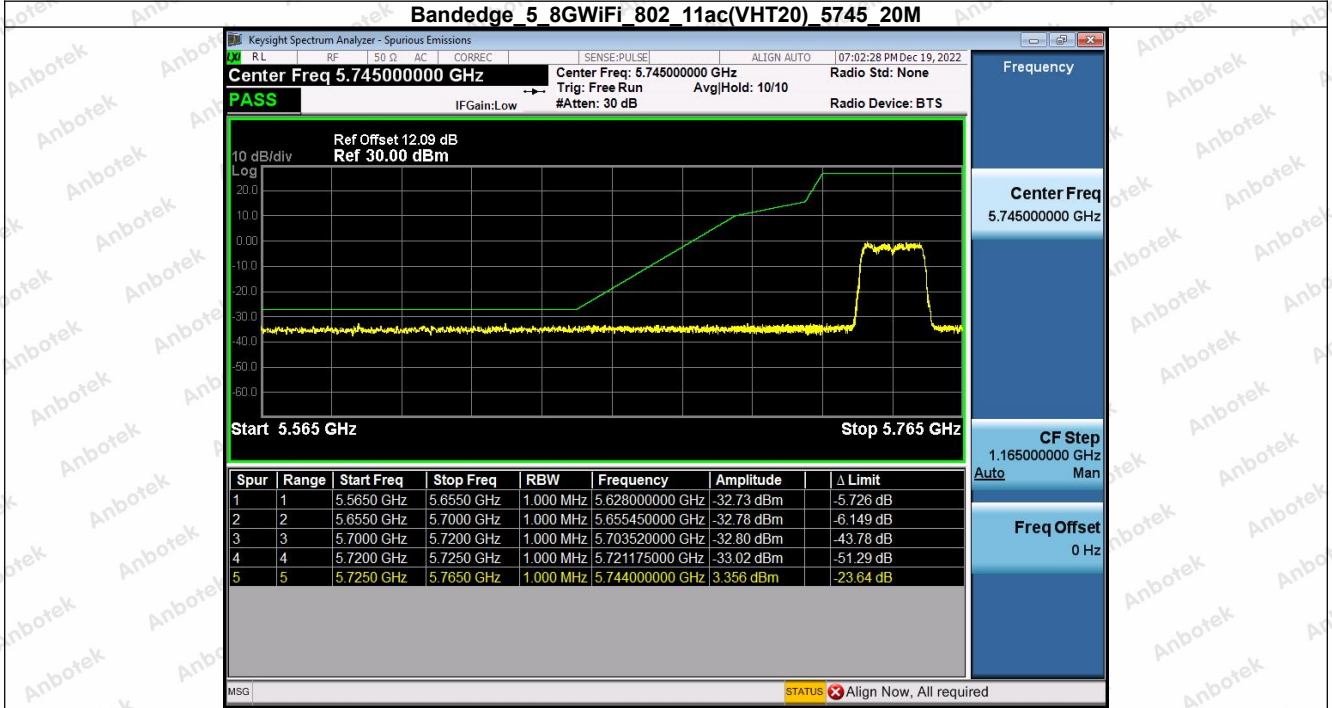 Bandedge_5_8GWiFi_802_11ac(VHT20)_5745_20M
Keysight Spectrum Analyzer - Spurious Emissions
LXI RL RF 50 Ω AC CORREC SENSE:PULSE ALIGN AUTO 07:02:28 PM Dec 19, 2022
Center Freq 5.745000000 GHz
Center Freq: 5.745000000 GHz
Radio Std: None
Trig: Free Run Avg|Hold: 10/10
PASS
IFGain:Low
#Atten: 30 dB
Radio Device: BTS
Ref Offset 12.09 dB
10 dB/div Ref 30.00 dBm
Log
20.0
10.0
0.00
-10.0
-20.0
-30.0
-40.0
-50.0
-60.0
Start 5.565 GHz Stop 5.765 GHz
Spur Range Start Freq Stop Freq RBW Frequency Amplitude Δ Limit
1 1 5.5650 GHz 5.6550 GHz 1.000 MHz 5.628000000 GHz -32.73 dBm -5.726 dB
2 2 5.6550 GHz 5.7000 GHz 1.000 MHz 5.655450000 GHz -32.78 dBm -6.149 dB
3 3 5.7000 GHz 5.7200 GHz 1.000 MHz 5.703520000 GHz -32.80 dBm -43.78 dB
4 4 5.7200 GHz 5.7250 GHz 1.000 MHz 5.721175000 GHz -33.02 dBm -51.29 dB
5 5 5.7250 GHz 5.7650 GHz 1.000 MHz 5.744000000 GHz 3.356 dBm -23.64 dB
MSG
STATUS Align Now, All required
Frequency
Center Freq
5.745000000 GHz
CF Step
1.165000000 GHz
Auto Man
Freq Offset
0 Hz
Anbotek